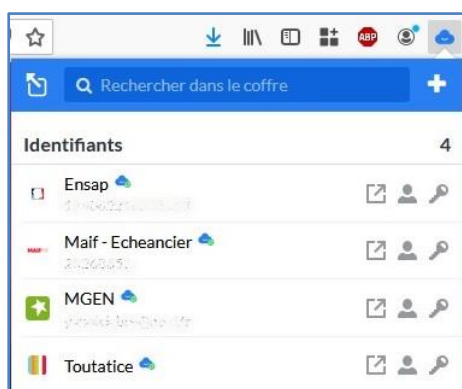 ABP
Rechercher dans le coffre
Identifiants 4
Ensap
Maif - Echeancier
MAIF
MGEN
Toutatice